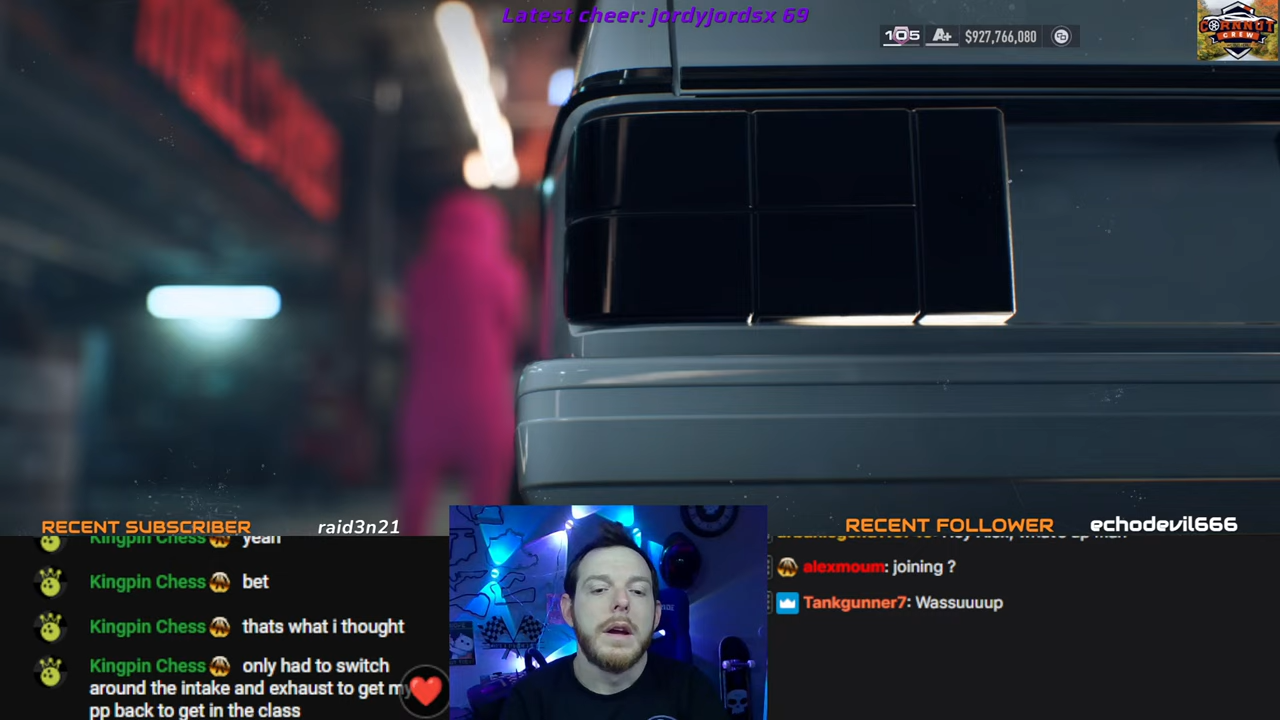 Latest cheer: jordyjordsx 69
105 A+ $927,766,080
CORNNUT
CREW
RECENT SUBSCRIBER raid3n21
Kingpin Chess yeah
Kingpin Chess bet
Kingpin Chess thats what i thought
Kingpin Chess only had to switch
around the intake and exhaust to get my
pp back to get in the class
RECENT FOLLOWER echodevil666
alexmoum: joining ?
Tankgunner7: Wassuuuup